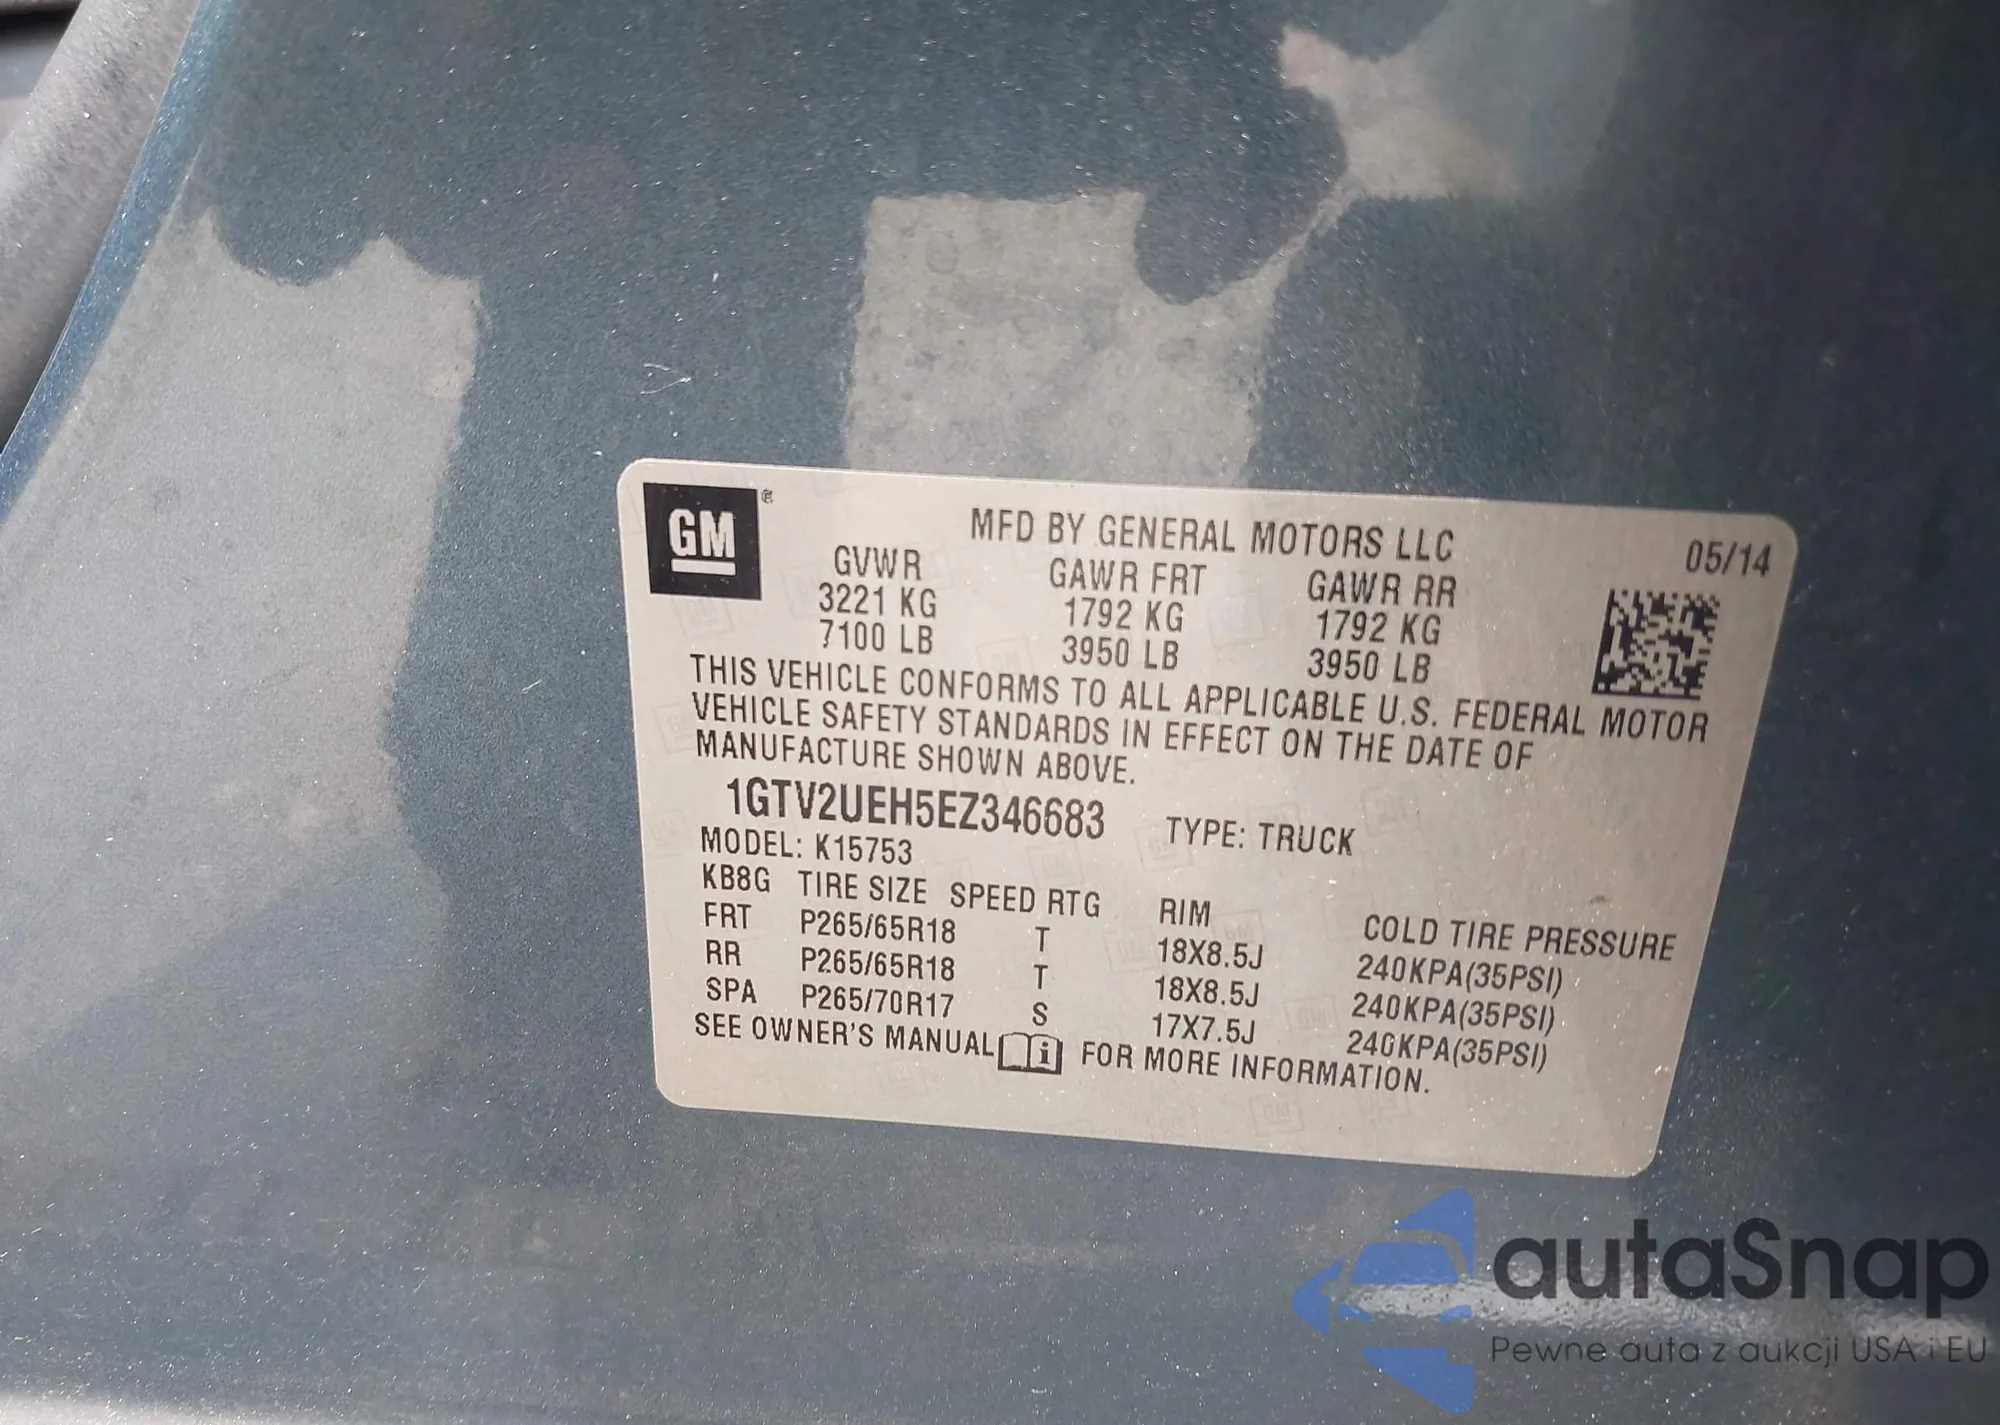 GM ®
MFD BY GENERAL MOTORS LLC 05/14
GVWR GAWR FRT GAWR RR
3221 KG 1792 KG 1792 KG
7100 LB 3950 LB 3950 LB
THIS VEHICLE CONFORMS TO ALL APPLICABLE U.S. FEDERAL MOTOR
VEHICLE SAFETY STANDARDS IN EFFECT ON THE DATE OF
MANUFACTURE SHOWN ABOVE.
1GTV2UEH5EZ346683 TYPE: TRUCK
MODEL: K15753
KB8G TIRE SIZE SPEED RTG RIM COLD TIRE PRESSURE
FRT P265/65R18 T 18X8.5J 240KPA(35PSI)
RR P265/65R18 T 18X8.5J 240KPA(35PSI)
SPA P265/70R17 S 17X7.5J 240KPA(35PSI)
SEE OWNER'S MANUAL i FOR MORE INFORMATION.
autaSnap
Pewne auta z aukcji USA i EU